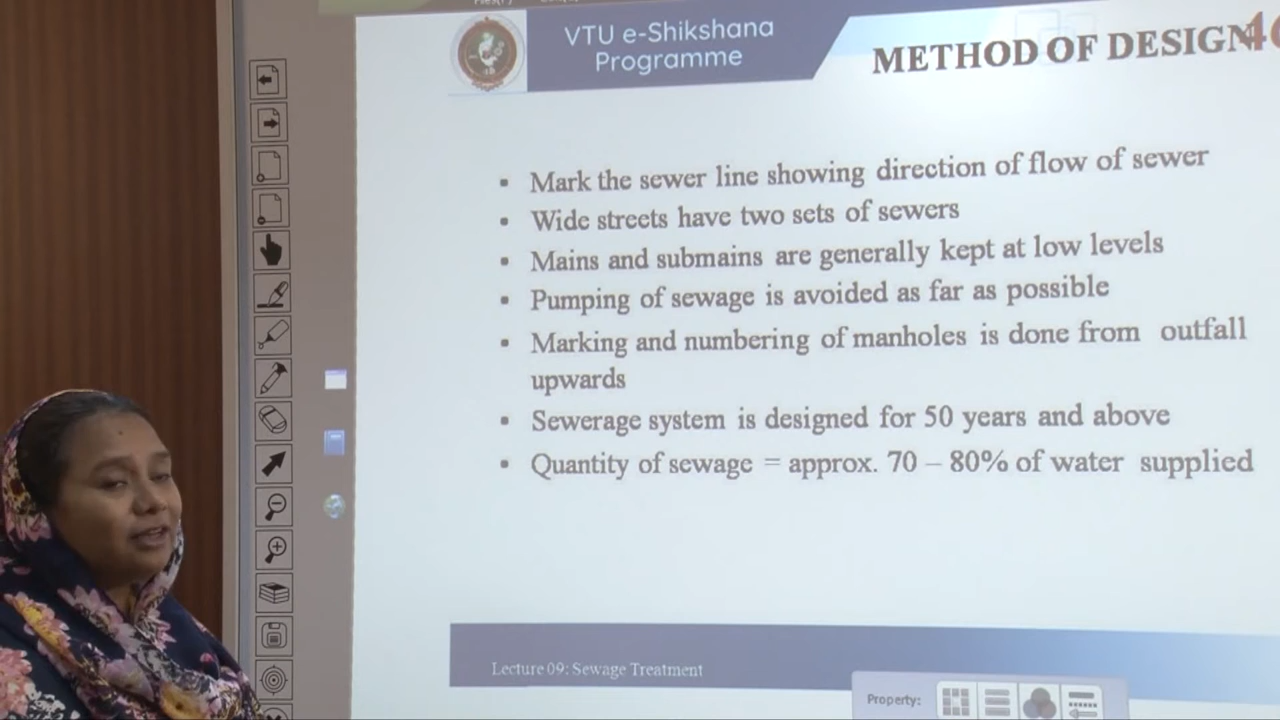 VTU e-Shikshana
Programme
METHOD OF DESIGN
Mark the sewer line showing direction of flow of sewer
Wide streets have two sets of sewers
Mains and submains are generally kept at low levels
Pumping of sewage is avoided as far as possible
Marking and numbering of manholes is done from outfall
upwards
Sewerage system is designed for 50 years and above
Quantity of sewage = approx. 70 – 80% of water supplied
Lecture 09: Sewage Treatment
Property: